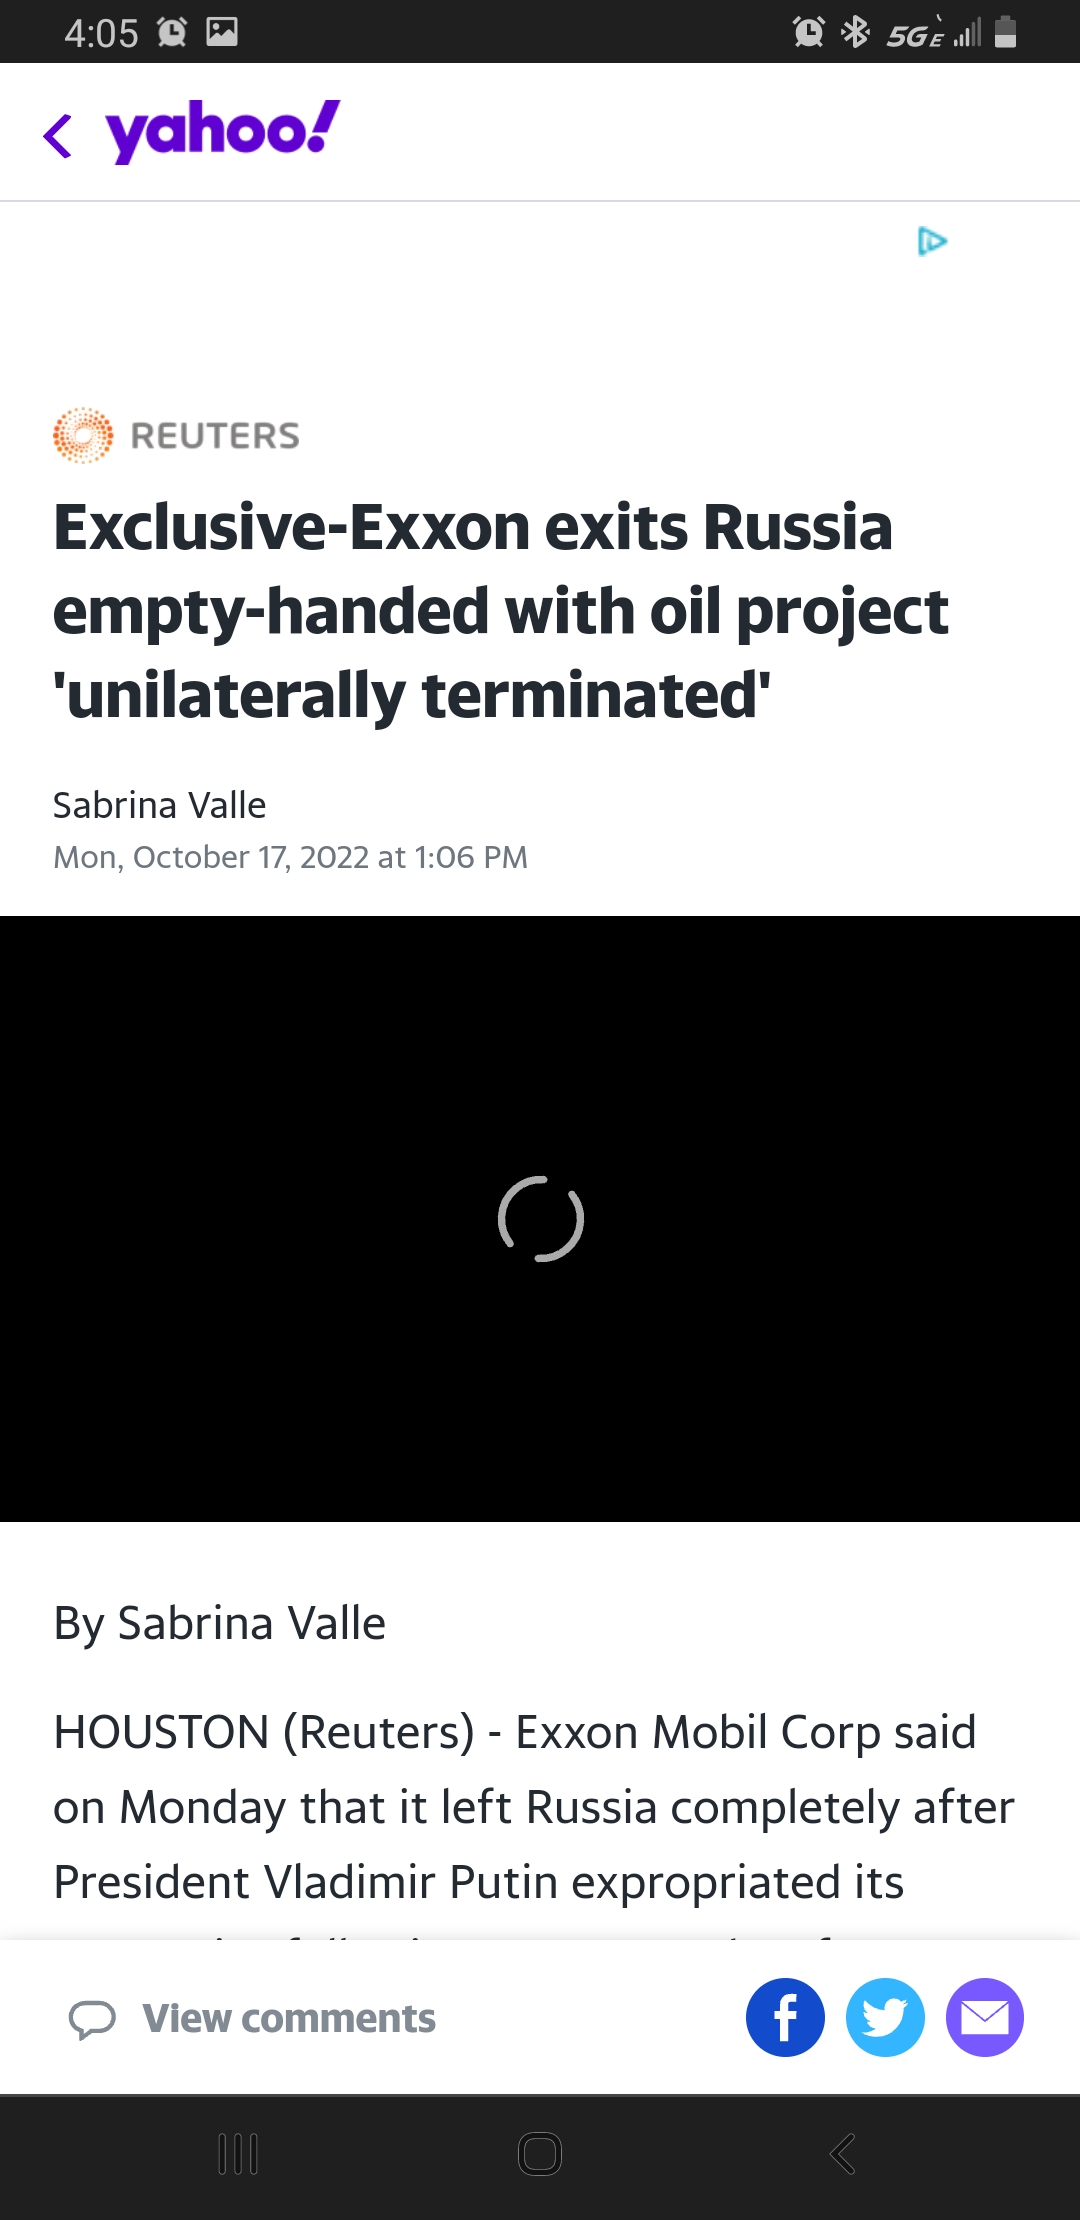 4:05
5GE
yahoo!
REUTERS
Exclusive-Exxon exits Russia
empty-handed with oil project
'unilaterally terminated'
Sabrina Valle
Mon, October 17, 2022 at 1:06 PM
By Sabrina Valle
HOUSTON (Reuters) - Exxon Mobil Corp said
on Monday that it left Russia completely after
President Vladimir Putin expropriated its
View comments